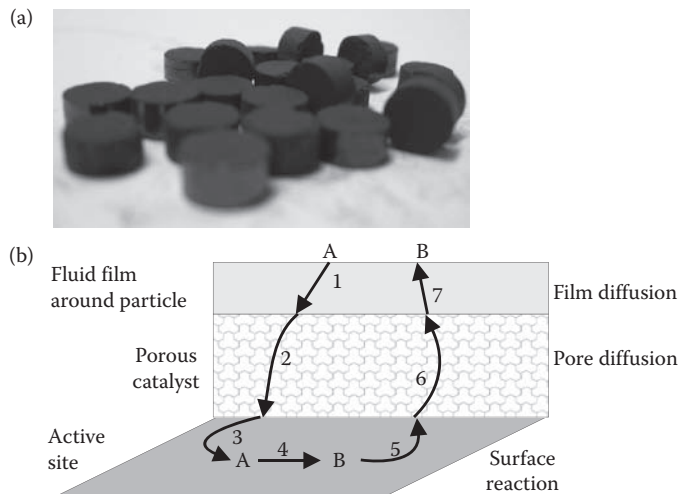 (a)
(b)
A B
Fluid film
around particle
1
7
Film diffusion
Porous
catalyst
2
6
Pore diffusion
Active
site
3
A 4 B 5
Surface
reaction